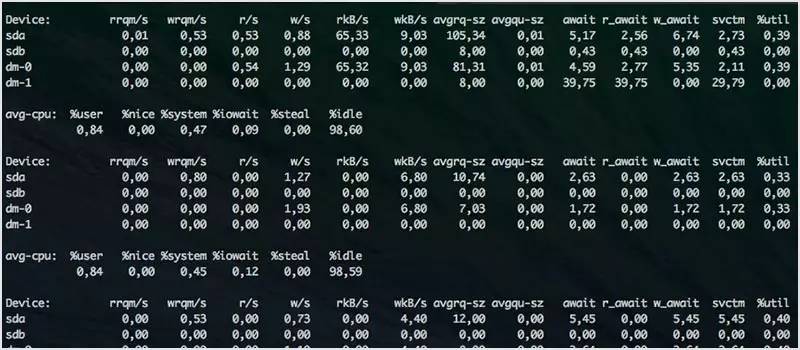 Device: rrqm/s wrqm/s r/s w/s rkB/s wkB/s avgrq-sz avgqu-sz await r_await w_await svctm %util
sda 0,01 0,53 0,53 0,88 65,33 9,03 105,34 0,01 5,17 2,56 6,74 2,73 0,39
sdb 0,00 0,00 0,00 0,00 0,00 0,00 8,00 0,00 0,43 0,43 0,00 0,43 0,00
dm-0 0,00 0,00 0,54 1,29 65,32 9,03 81,31 0,01 4,59 2,77 5,35 2,11 0,39
dm-1 0,00 0,00 0,00 0,00 0,00 0,00 8,00 0,00 39,75 39,75 0,00 29,79 0,00
avg-cpu: %user %nice %system %iowait %steal %idle
0,84 0,00 0,47 0,09 0,00 98,60
Device: rrqm/s wrqm/s r/s w/s rkB/s wkB/s avgrq-sz avgqu-sz await r_await w_await svctm %util
sda 0,00 0,80 0,00 1,27 0,00 6,80 10,74 0,00 2,63 0,00 2,63 2,63 0,33
sdb 0,00 0,00 0,00 0,00 0,00 0,00 0,00 0,00 0,00 0,00 0,00 0,00 0,00
dm-0 0,00 0,00 0,00 1,93 0,00 6,80 7,03 0,00 1,72 0,00 1,72 1,72 0,33
dm-1 0,00 0,00 0,00 0,00 0,00 0,00 0,00 0,00 0,00 0,00 0,00 0,00 0,00
avg-cpu: %user %nice %system %iowait %steal %idle
0,84 0,00 0,45 0,12 0,00 98,59
Device: rrqm/s wrqm/s r/s w/s rkB/s wkB/s avgrq-sz avgqu-sz await r_await w_await svctm %util
sda 0,00 0,53 0,00 0,73 0,00 4,40 12,00 0,00 5,45 0,00 5,45 5,45 0,40
sdb 0,00 0,00 0,00 0,00 0,00 0,00 0,00 0,00 0,00 0,00 0,00 0,00 0,00